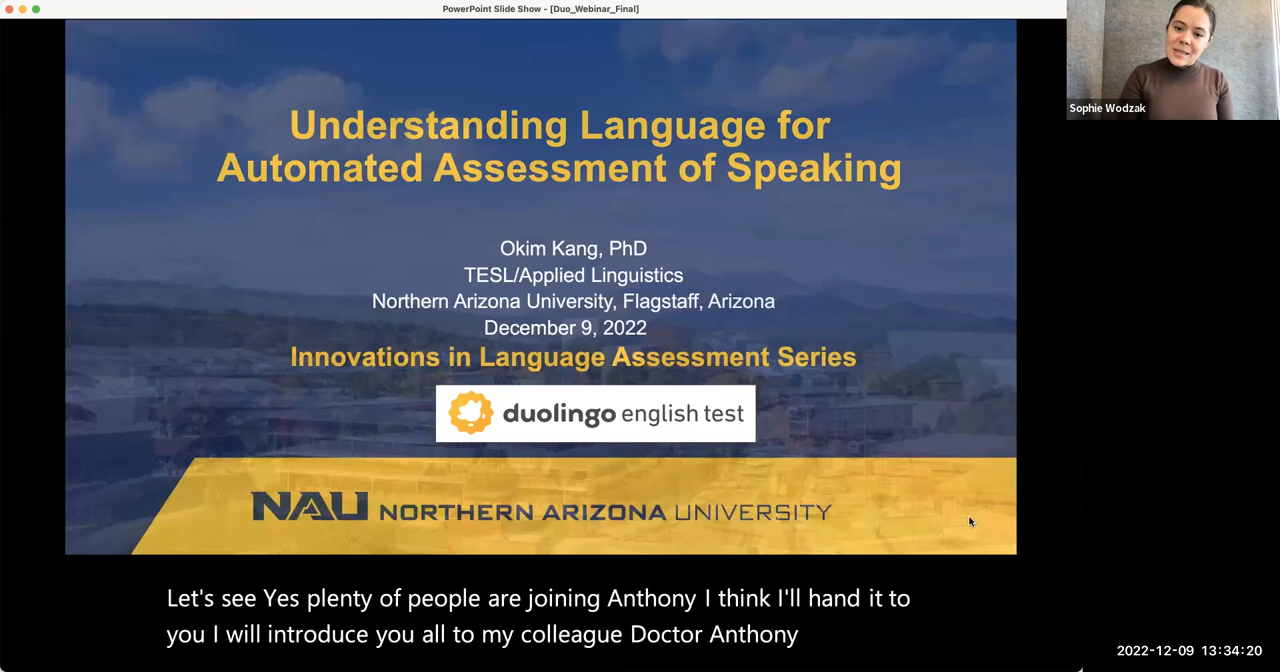 PowerPoint Slide Show - [Duo_Webinar_Final]
Understanding Language for
Automated Assessment of Speaking
Okim Kang, PhD
TESL/Applied Linguistics
Northern Arizona University, Flagstaff, Arizona
December 9, 2022
Innovations in Language Assessment Series
duolingo english test
NAU NORTHERN ARIZONA UNIVERSITY
Sophie Wodzak
Let's see Yes plenty of people are joining Anthony I think I'll hand it to
you I will introduce you all to my colleague Doctor Anthony
2022-12-09 13:34:20